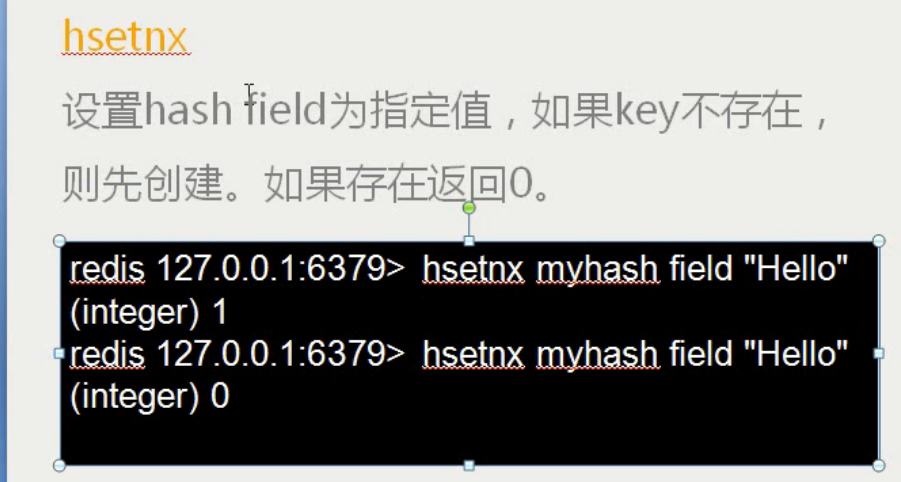 hsetnx
设置hash field为指定值，如果key不存在，
则先创建。如果存在返回0。
redis 127.0.0.1:6379> hsetnx myhash field "Hello"
(integer) 1
redis 127.0.0.1:6379> hsetnx myhash field "Hello"
(integer) 0